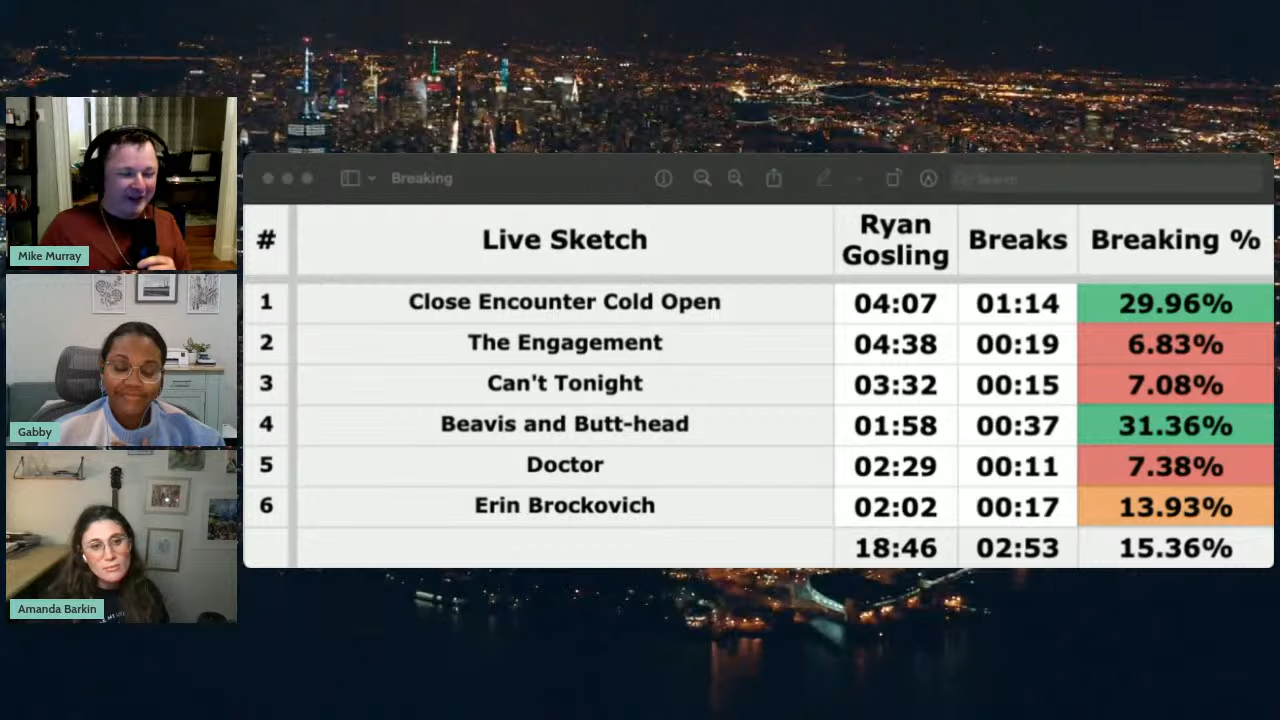 Mike Murray
Gabby
Amanda Barkin
Breaking
Search
# Live Sketch Ryan Gosling Breaks Breaking %
1 Close Encounter Cold Open 04:07 01:14 29.96%
2 The Engagement 04:38 00:19 6.83%
3 Can't Tonight 03:32 00:15 7.08%
4 Beavis and Butt-head 01:58 00:37 31.36%
5 Doctor 02:29 00:11 7.38%
6 Erin Brockovich 02:02 00:17 13.93%
18:46 02:53 15.36%